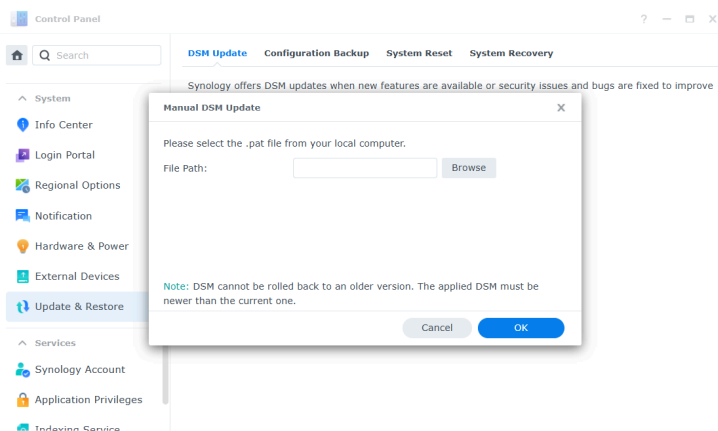 Control Panel
Search
DSM Update Configuration Backup System Reset System Recovery
Synology offers DSM updates when new features are available or security issues and bugs are fixed to improve
System
Info Center
Login Portal
Regional Options
Notification
Hardware & Power
External Devices
Update & Restore
Services
Synology Account
Application Privileges
Indexing Service
Manual DSM Update
Please select the .pat file from your local computer.
File Path: Browse
Note: DSM cannot be rolled back to an older version. The applied DSM must be
newer than the current one.
Cancel OK